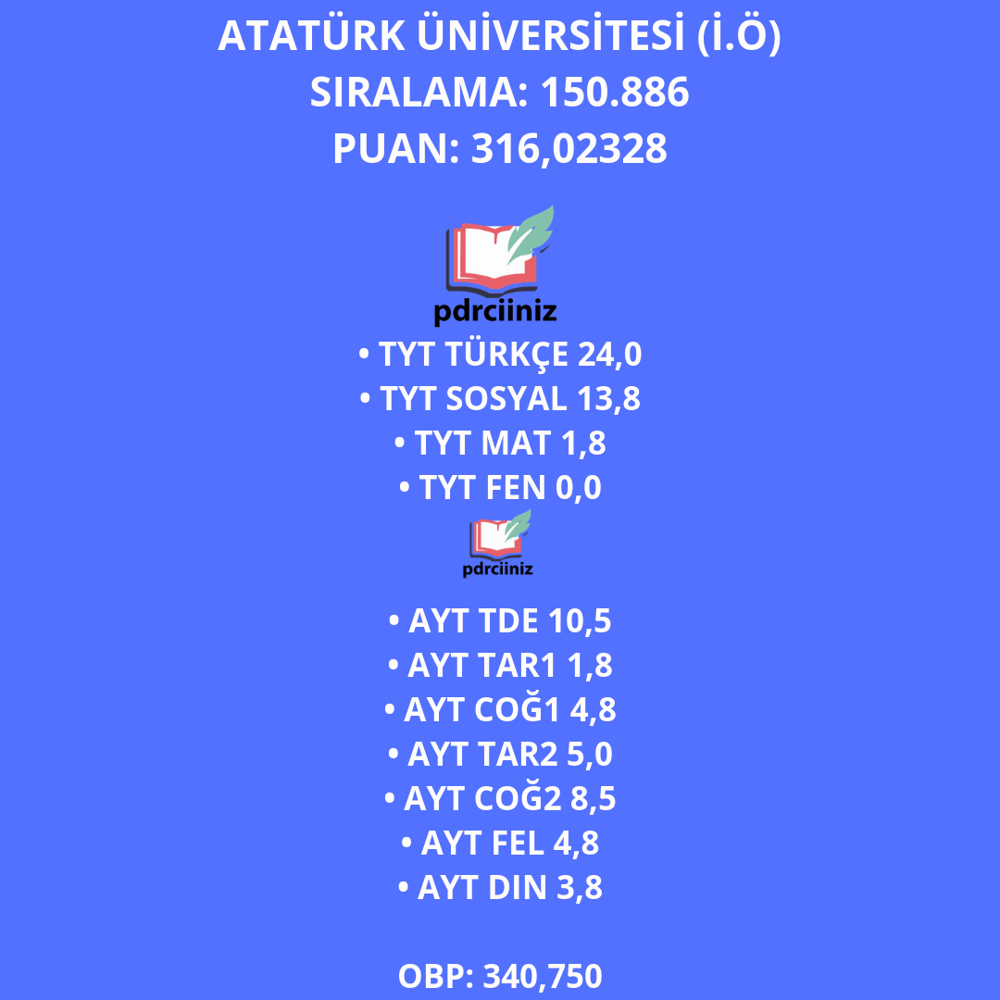 ATATÜRK ÜNİVERSİTESİ (İ.Ö)
SIRALAMA: 150.886
PUAN: 316,02328
pdrciiniz
• TYT TÜRKÇE 24,0
• TYT SOSYAL 13,8
• TYT MAT 1,8
• TYT FEN 0,0
pdrciiniz
• AYT TDE 10,5
• AYT TAR1 1,8
• AYT COĞ1 4,8
• AYT TAR2 5,0
• AYT COĞ2 8,5
• AYT FEL 4,8
• AYT DIN 3,8
OBP: 340,750